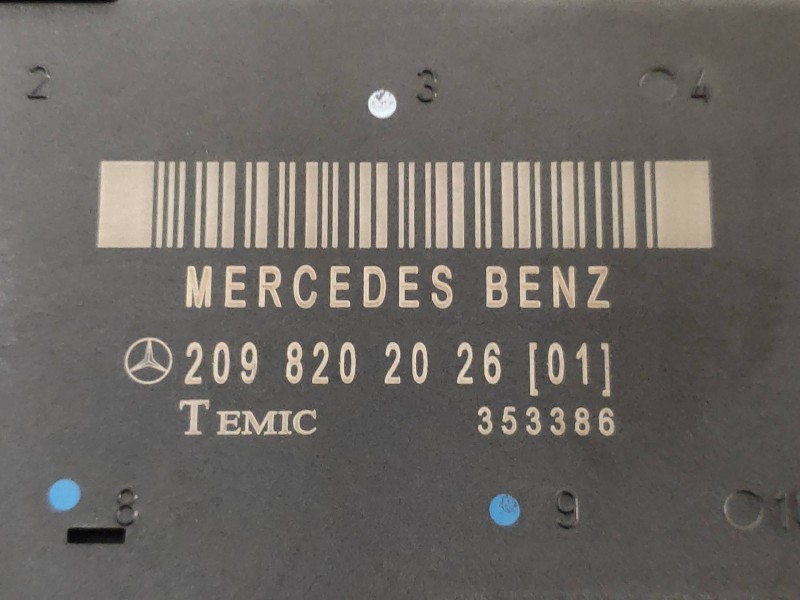 2 3 4
MERCEDES BENZ
209 820 20 26 [01]
TEMIC 353386
8 9